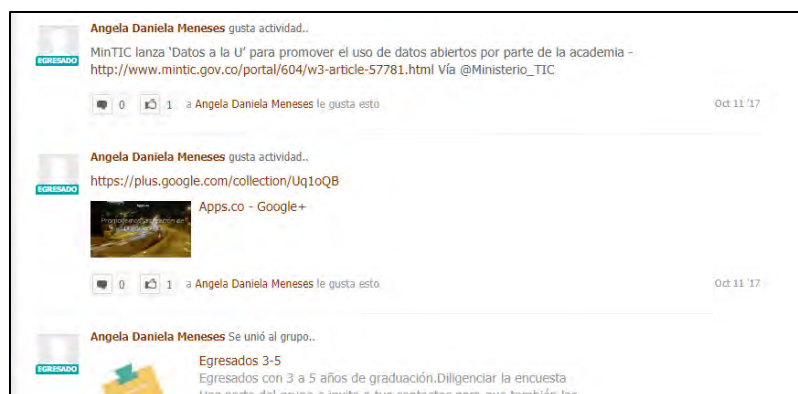 Angela Daniela Meneses gusta actividad..
EGRESADO
MinTIC lanza ‘Datos a la U’ para promover el uso de datos abiertos por parte de la academia -
http://www.mintic.gov.co/portal/604/w3-article-57781.html Vía @Ministerio_TIC
0 1 a Angela Daniela Meneses le gusta esto Oct 11 '17
Angela Daniela Meneses gusta actividad..
EGRESADO
https://plus.google.com/collection/Uq1oQB
Apps.co - Google+
0 1 a Angela Daniela Meneses le gusta esto Oct 11 '17
Angela Daniela Meneses Se unió al grupo..
EGRESADO
Egresados 3-5
Egresados con 3 a 5 años de graduación.Diligenciar la encuesta